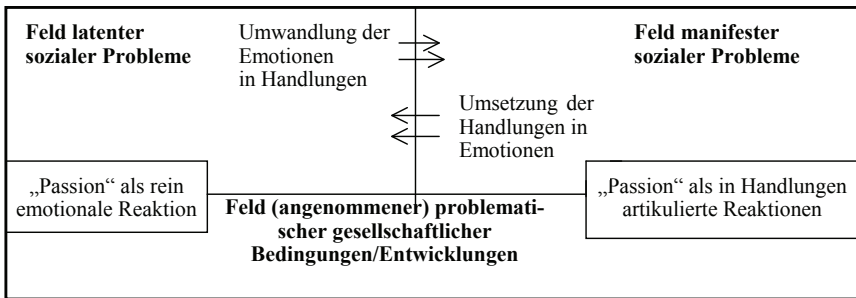 Feld latenter
sozialer Probleme
Umwandlung der
Emotionen
in Handlungen
Feld manifester
sozialer Probleme
Umsetzung der
Handlungen in
Emotionen
„Passion“ als rein
emotionale Reaktion
„Passion“ als in Handlungen
artikulierte Reaktionen
Feld (angenommener) problemati-
scher gesellschaftlicher
Bedingungen/Entwicklungen